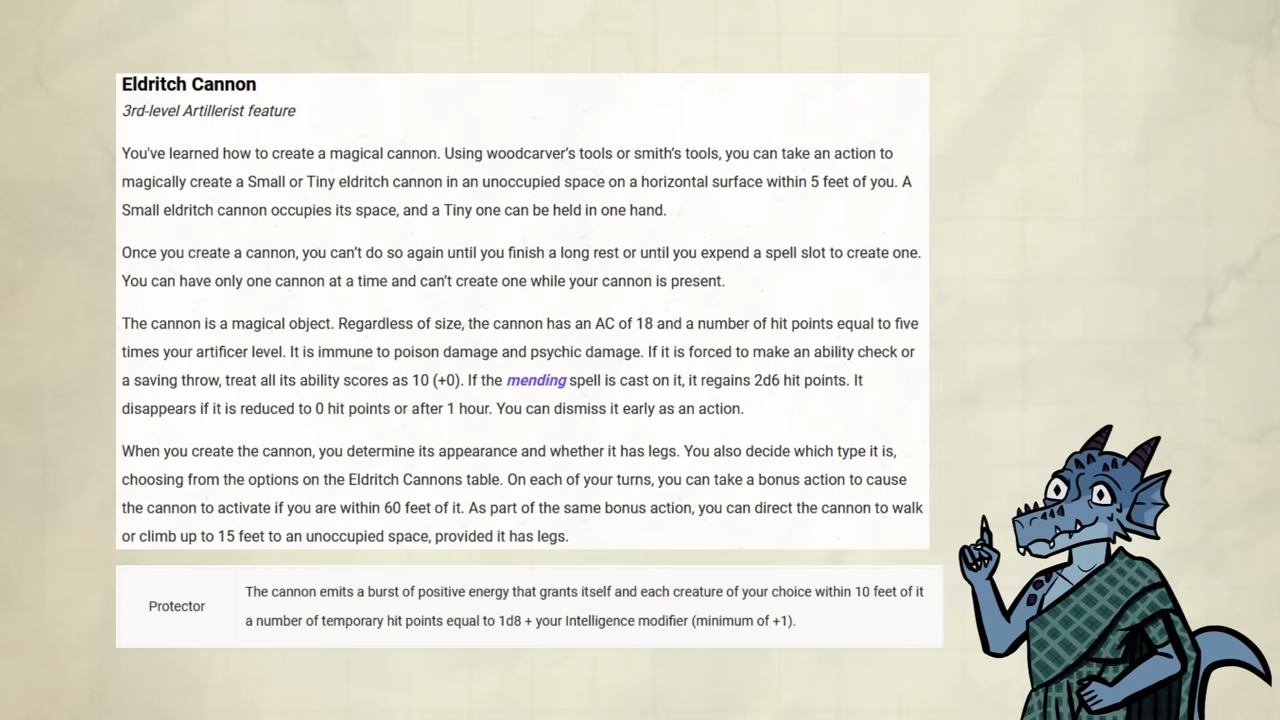 Eldritch Cannon
3rd-level Artillerist feature
You've learned how to create a magical cannon. Using woodcarver's tools or smith's tools, you can take an action to
magically create a Small or Tiny eldritch cannon in an unoccupied space on a horizontal surface within 5 feet of you. A
Small eldritch cannon occupies its space, and a Tiny one can be held in one hand.
Once you create a cannon, you can't do so again until you finish a long rest or until you expend a spell slot to create one.
You can have only one cannon at a time and can't create one while your cannon is present.
The cannon is a magical object. Regardless of size, the cannon has an AC of 18 and a number of hit points equal to five
times your artificer level. It is immune to poison damage and psychic damage. If it is forced to make an ability check or
a saving throw, treat all its ability scores as 10 (+0). If the mending spell is cast on it, it regains 2d6 hit points. It
disappears if it is reduced to 0 hit points or after 1 hour. You can dismiss it early as an action.
When you create the cannon, you determine its appearance and whether it has legs. You also decide which type it is,
choosing from the options on the Eldritch Cannons table. On each of your turns, you can take a bonus action to cause
the cannon to activate if you are within 60 feet of it. As part of the same bonus action, you can direct the cannon to walk
or climb up to 15 feet to an unoccupied space, provided it has legs.
Protector
The cannon emits a burst of positive energy that grants itself and each creature of your choice within 10 feet of it
a number of temporary hit points equal to 1d8 + your Intelligence modifier (minimum of +1).